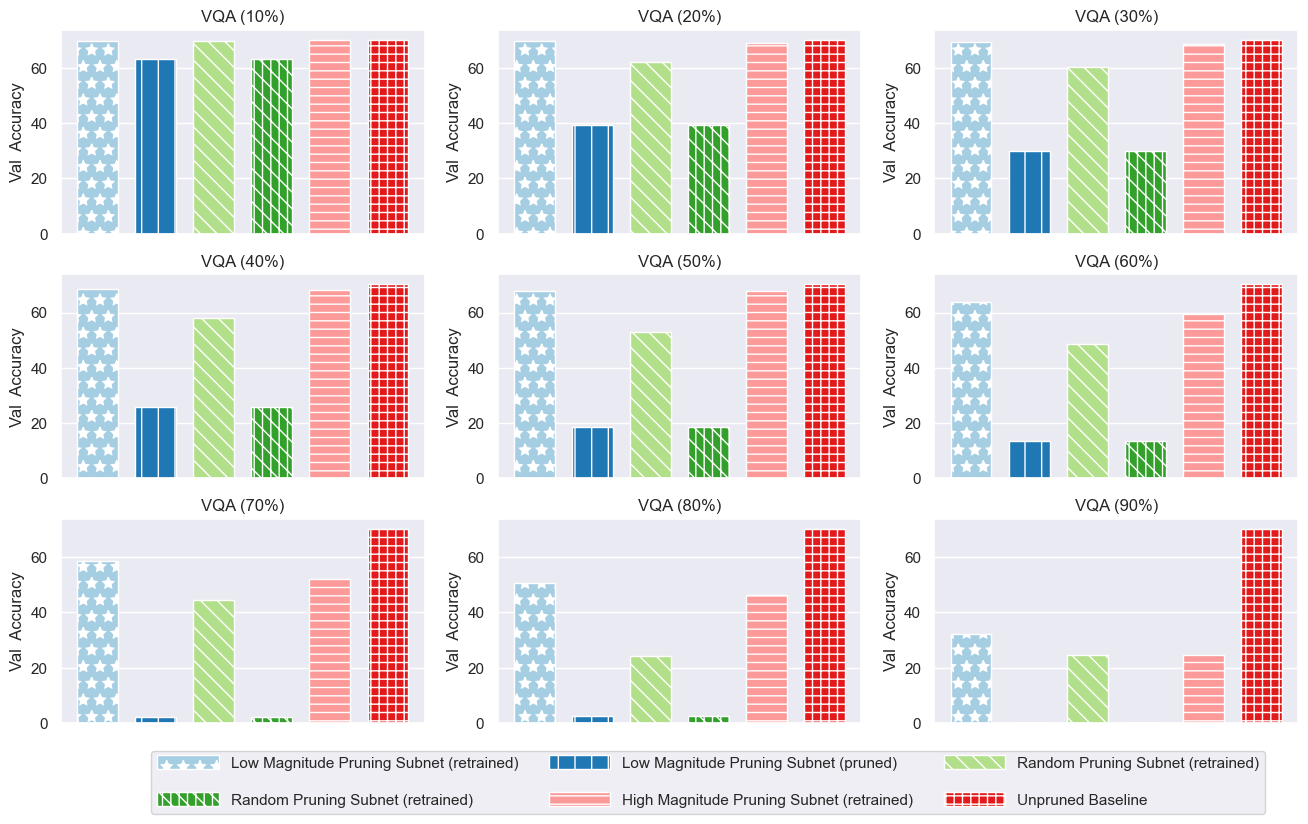 VQA (10%) VQA (20%) VQA (30%)
Val  Accuracy Val  Accuracy Val  Accuracy
60 60 60
40 40 40
20 20 20
0 0 0
VQA (40%) VQA (50%) VQA (60%)
Val  Accuracy Val  Accuracy Val  Accuracy
60 60 60
40 40 40
20 20 20
0 0 0
VQA (70%) VQA (80%) VQA (90%)
Val  Accuracy Val  Accuracy Val  Accuracy
60 60 60
40 40 40
20 20 20
0 0 0
Low Magnitude Pruning Subnet (retrained) Low Magnitude Pruning Subnet (pruned) Random Pruning Subnet (retrained)
Random Pruning Subnet (retrained) High Magnitude Pruning Subnet (retrained) Unpruned Baseline